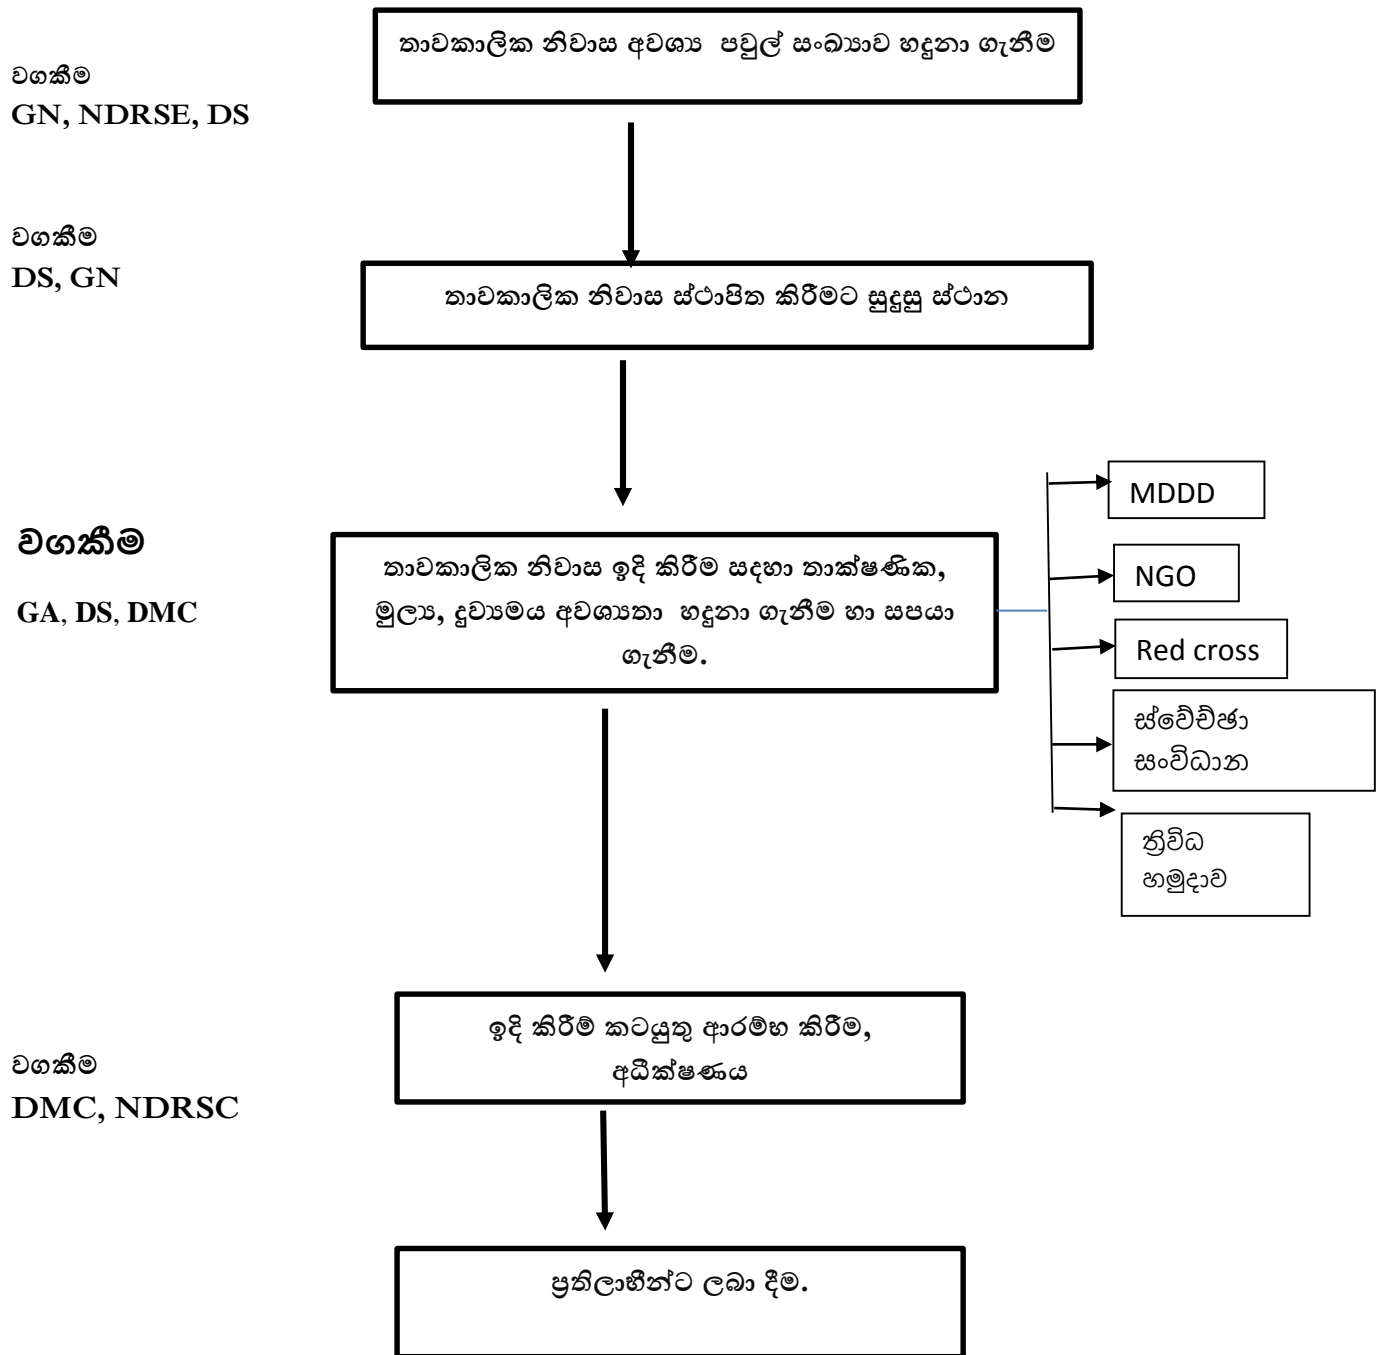 තාවකාලික නිවාස අවශ්‍ය පවුල් සංඛ්‍යාව හඳුනා ගැනීම
වගකීම
GN, NDRSE, DS
වගකීම
DS, GN
තාවකාලික නිවාස ස්ථාපිත කිරීමට සුදුසු ස්ථාන
වගකීම
GA, DS, DMC
තාවකාලික නිවාස ඉදි කිරීම සදහා තාක්ෂණික,
මුල්‍ය, ද්‍රව්‍යමය අවශ්‍යතා හදුනා ගැනීම හා සපයා
ගැනීම.
MDDD
NGO
Red cross
ස්වේච්ඡා
සංවිධාන
ත්‍රිවිධ
හමුදාව
ඉදි කිරීම් කටයුතු ආරම්භ කිරීම,
අධීක්ෂණය
වගකීම
DMC, NDRSC
ප්‍රතිලාභීන්ට ලබා දීම.